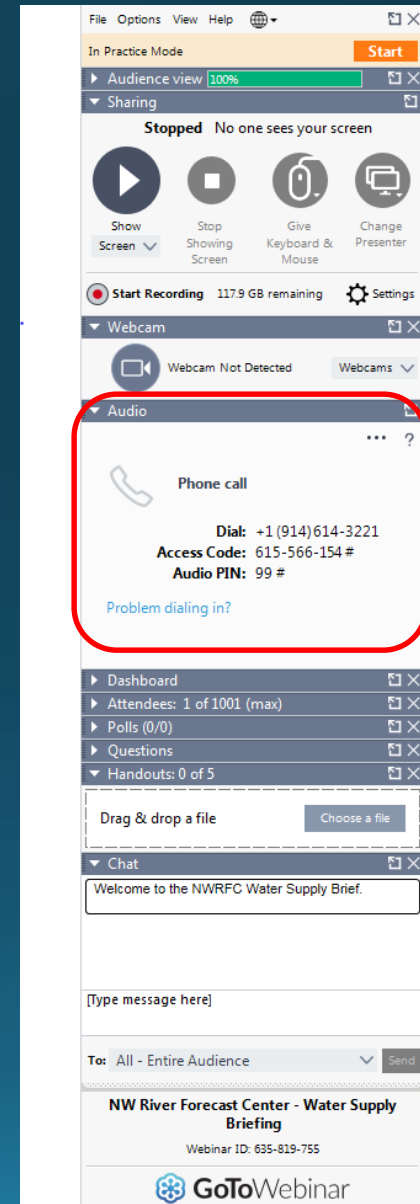 File Options View Help
In Practice Mode Start
Audience view 100%
Sharing
Stopped No one sees your screen
Show Screen
Stop Showing Screen
Give Keyboard & Mouse
Change Presenter
Start Recording 117.9 GB remaining Settings
Webcam
Webcam Not Detected Webcams
Audio
... ?
Phone call
Dial: +1 (914) 614-3221
Access Code: 615-566-154 #
Audio PIN: 99 #
Problem dialing in?
Dashboard
Attendees: 1 of 1001 (max)
Polls (0/0)
Questions
Handouts: 0 of 5
Drag & drop a file Choose a file
Chat
Welcome to the NWRFC Water Supply Brief.
[Type message here]
To: All - Entire Audience Send
NW River Forecast Center - Water Supply
Briefing
Webinar ID: 635-819-755
GoToWebinar